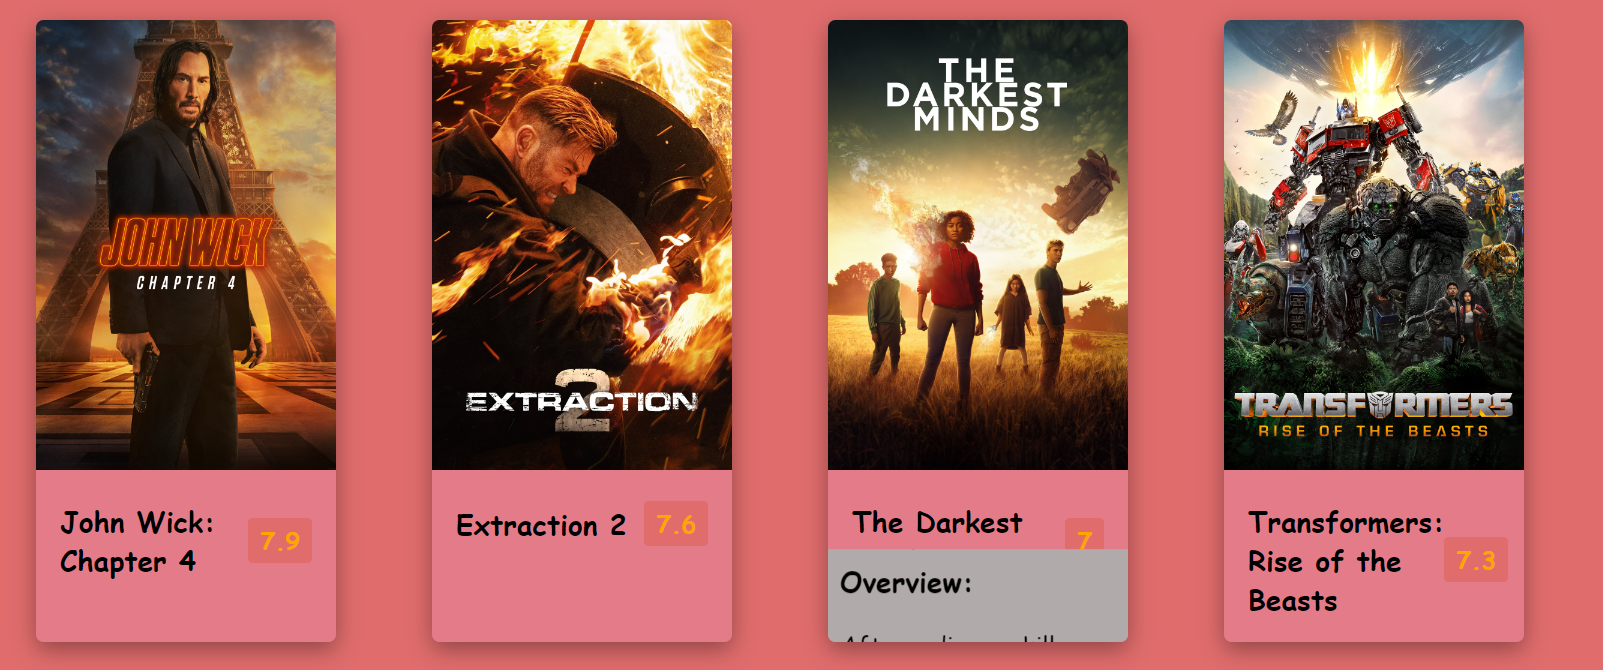 JOHN WICK
CHAPTER 4
John Wick:
Chapter 4
7.9
2
EXTRACTION
Extraction 2
7.6
THE
DARKEST
MINDS
The Darkest
7
Overview:
TRANSFORMERS
RISE OF THE BEASTS
Transformers:
Rise of the
Beasts
7.3